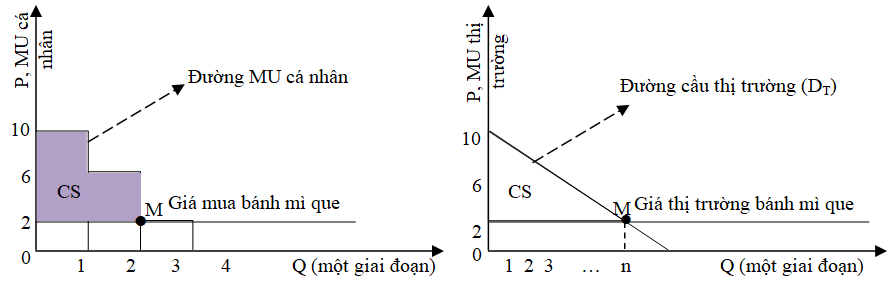 P, MU cá
nhân
Đường MU cá nhân
10
6
CS
M
Giá mua bánh mì que
2
0
1
2
3
4
Q (một giai đoạn)
P, MU thị
trường
Đường cầu thị trường (DT)
10
6
CS
M
Giá thị trường bánh mì que
2
0
1 2 3 … n
Q (một giai đoạn)